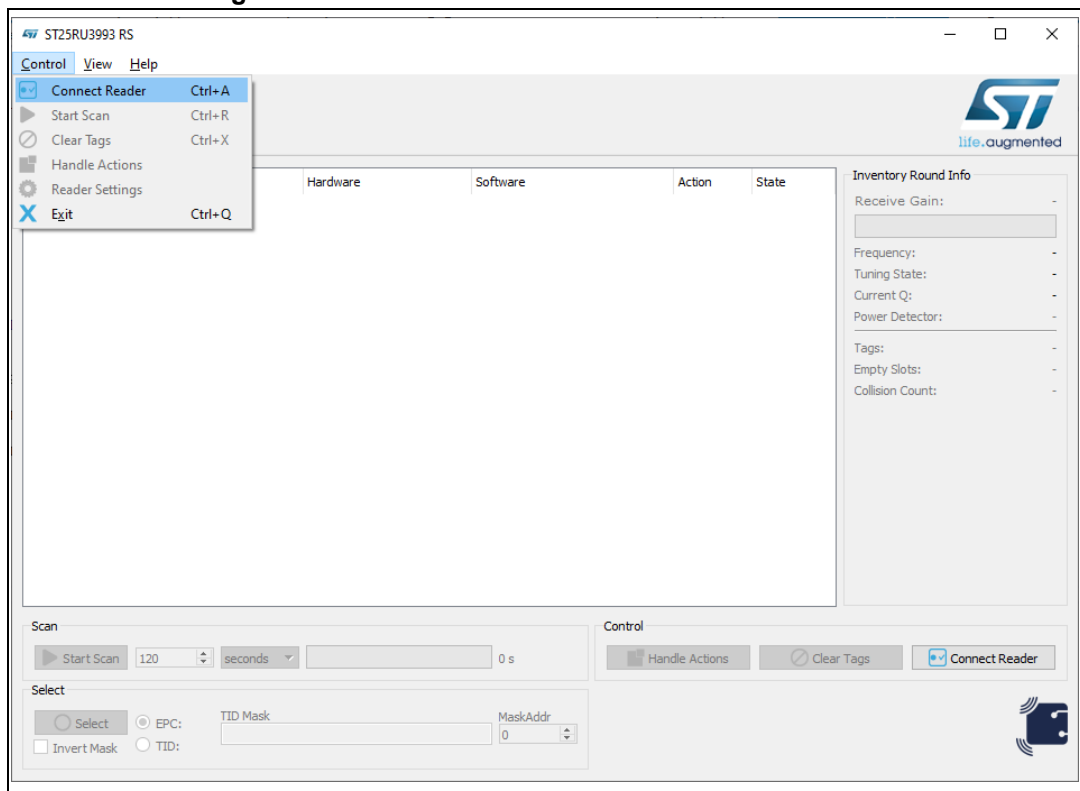 ST25RU3993 RS
Control View Help
Connect Reader Ctrl+A
Start Scan Ctrl+R
Clear Tags Ctrl+X
Handle Actions
Reader Settings
Exit Ctrl+Q
life.augmented
Hardware Software Action State
Inventory Round Info
Receive Gain: -
Frequency: -
Tuning State: -
Current Q: -
Power Detector: -
Tags: -
Empty Slots: -
Collision Count: -
Scan
Start Scan 120 seconds 0 s
Control
Handle Actions Clear Tags Connect Reader
Select
Select EPC: TID Mask MaskAddr
0
Invert Mask TID: